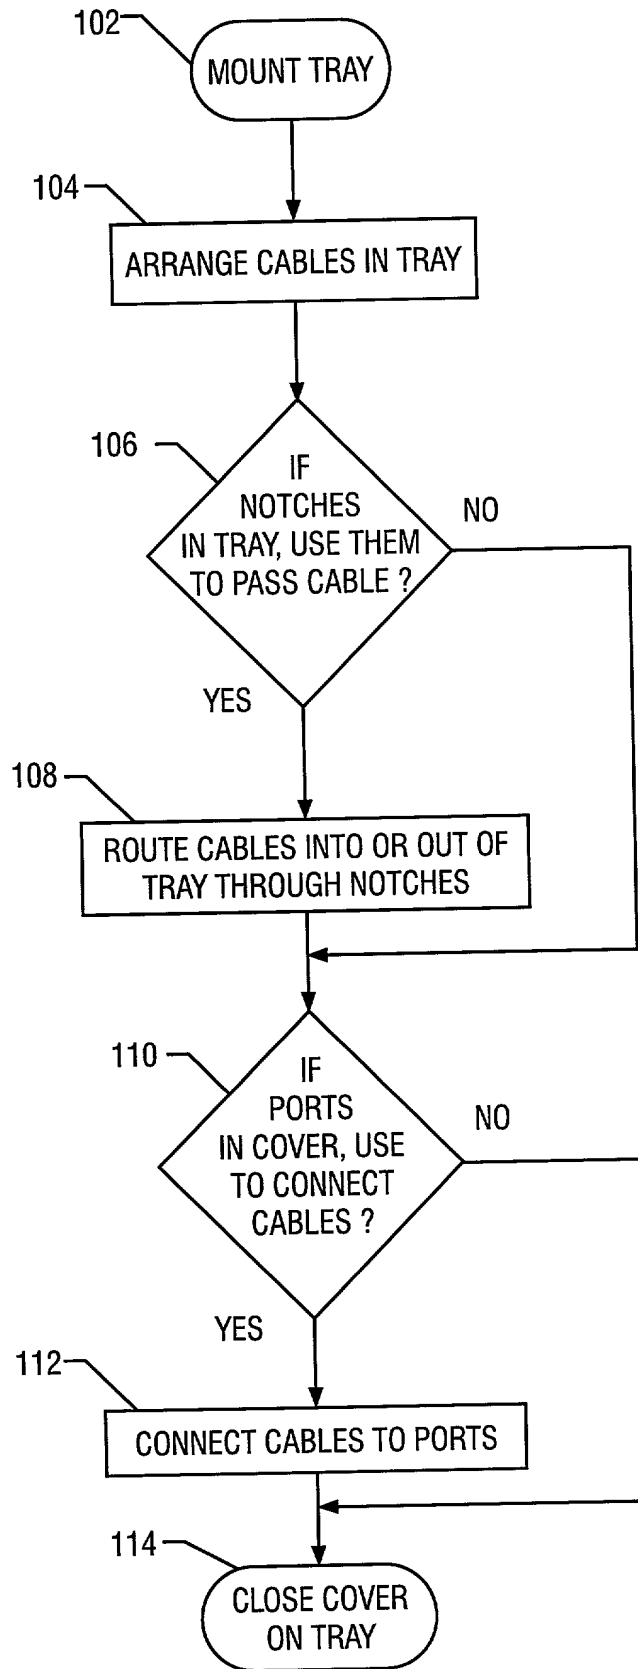 102
MOUNT TRAY
104
ARRANGE CABLES IN TRAY
106
IF
NOTCHES
IN TRAY, USE THEM
TO PASS CABLE ?
NO
YES
108
ROUTE CABLES INTO OR OUT OF
TRAY THROUGH NOTCHES
110
IF
PORTS
IN COVER, USE
TO CONNECT
CABLES ?
NO
YES
112
CONNECT CABLES TO PORTS
114
CLOSE COVER
ON TRAY